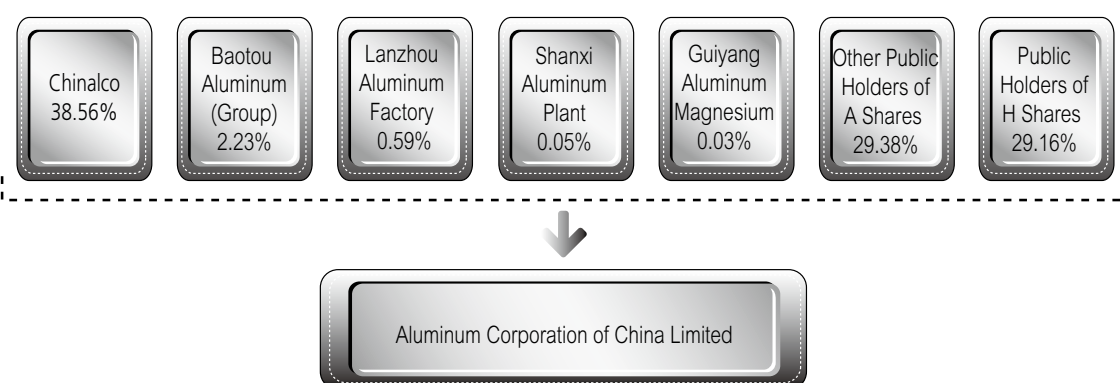 Chinalco
38.56%
Baotou
Aluminum
(Group)
2.23%
Lanzhou
Aluminum
Factory
0.59%
Shanxi
Aluminum
Plant
0.05%
Guiyang
Aluminum
Magnesium
0.03%
Other Public
Holders of
A Shares
29.38%
Public
Holders of
H Shares
29.16%
Aluminum Corporation of China Limited